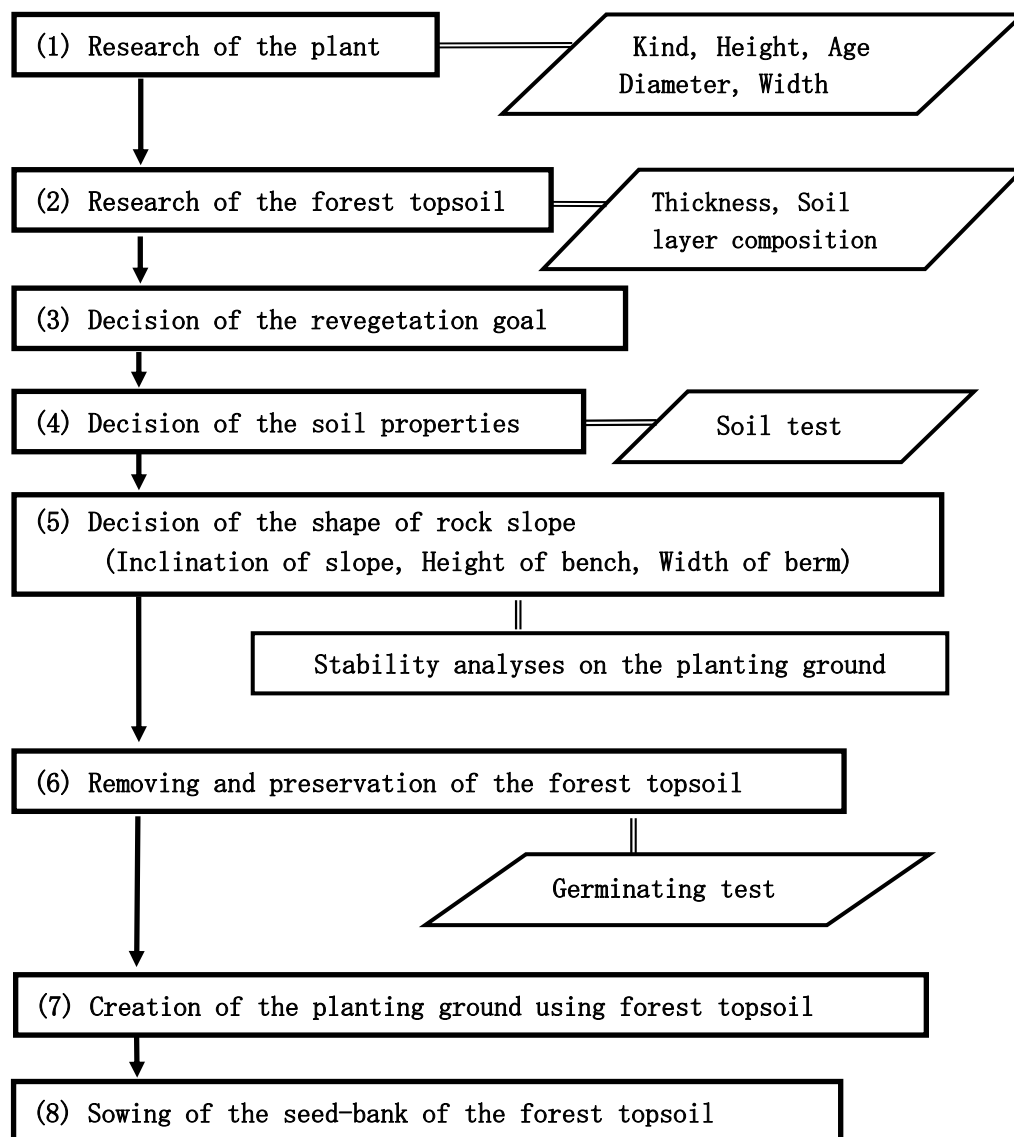 (1) Research of the plant
Kind, Height, Age
Diameter, Width
(2) Research of the forest topsoil
Thickness, Soil
layer composition
(3) Decision of the revegetation goal
(4) Decision of the soil properties
Soil test
(5) Decision of the shape of rock slope
(Inclination of slope, Height of bench, Width of berm)
Stability analyses on the planting ground
(6) Removing and preservation of the forest topsoil
Germinating test
(7) Creation of the planting ground using forest topsoil
(8) Sowing of the seed-bank of the forest topsoil